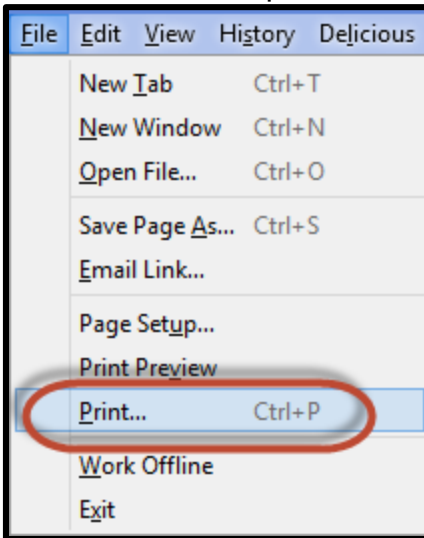 File Edit View History Delicious
New Tab Ctrl+T
New Window Ctrl+N
Open File... Ctrl+O
Save Page As... Ctrl+S
Email Link...
Page Setup...
Print Preview
Print... Ctrl+P
Work Offline
Exit